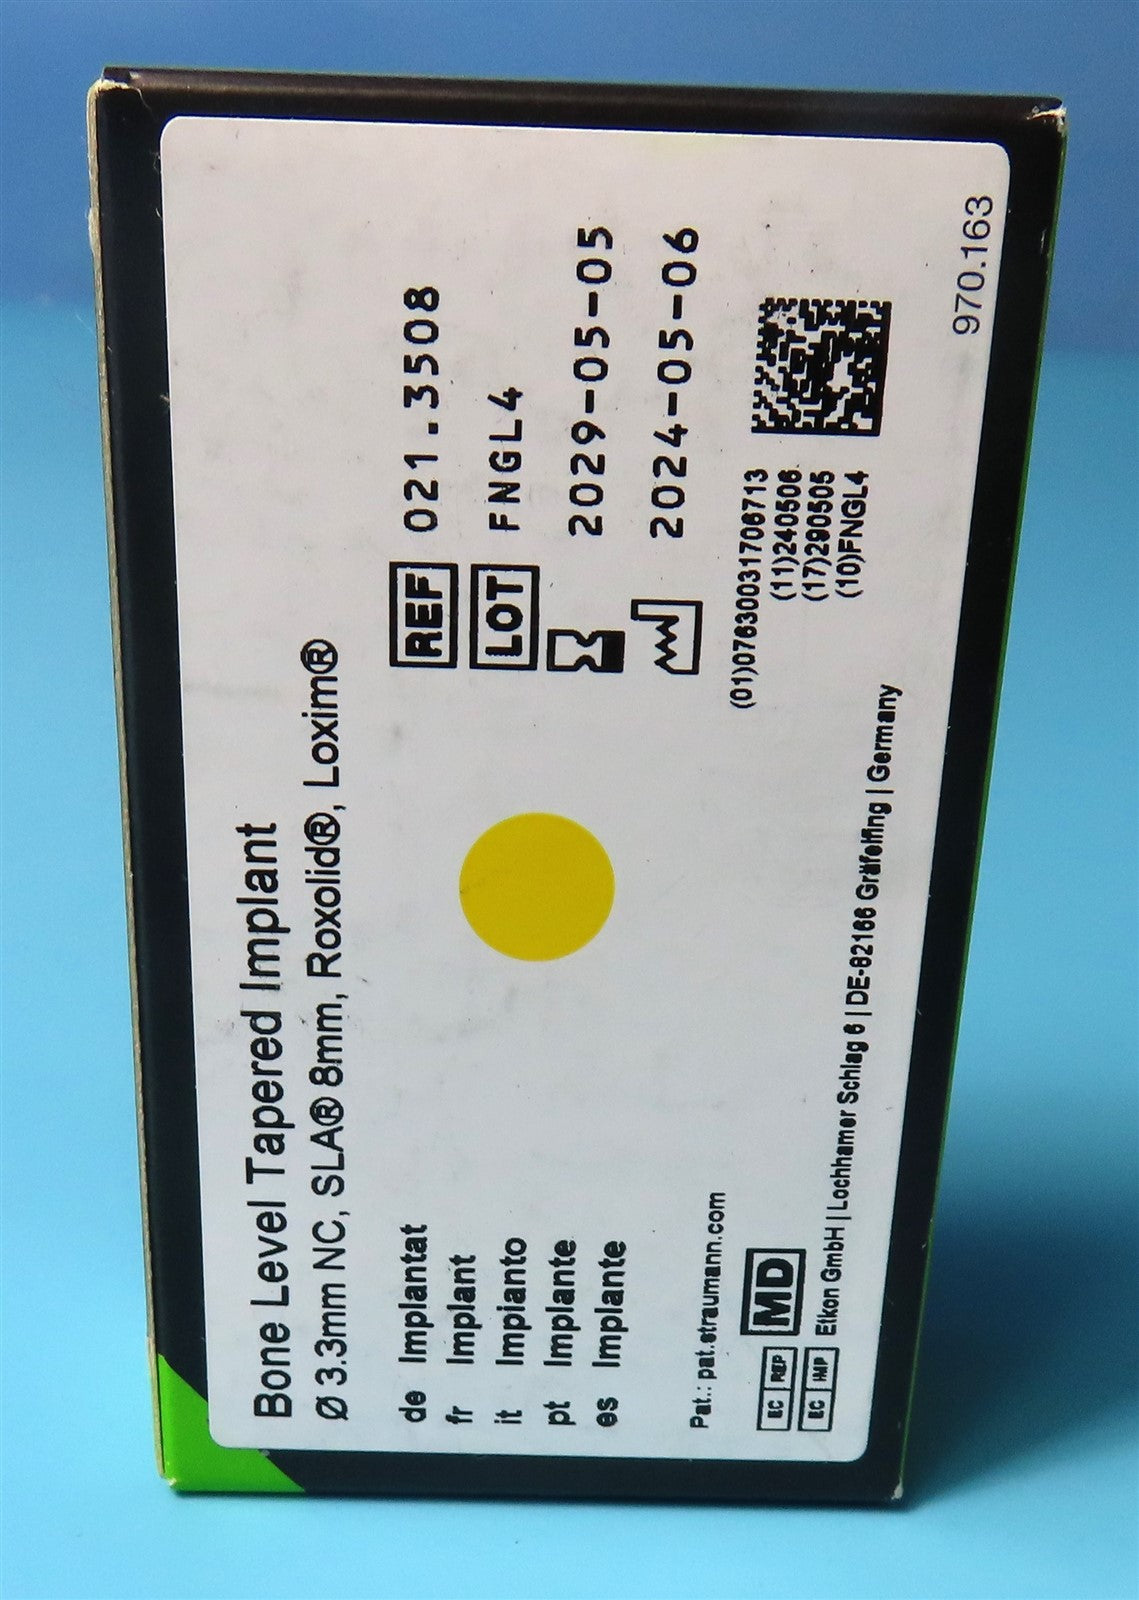 Bone Level Tapered Implant
Ø 3.3mm NC, SLA® 8mm, Roxolid®, Loxim®
de Implantat
fr Implant
it Impianto
pt Implante
es Implante
REF 021.3508
LOT FNGL4
2029-05-05
2024-05-06
(01)07630031706713
(11)240506
(17)290505
(10)FNGL4
Pat.: pat.straumann.com
MD
EC REP
EC IMP
Etkon GmbH | Lochhamer Schlag 6 | DE-82166 Gräfelfing | Germany
970.163